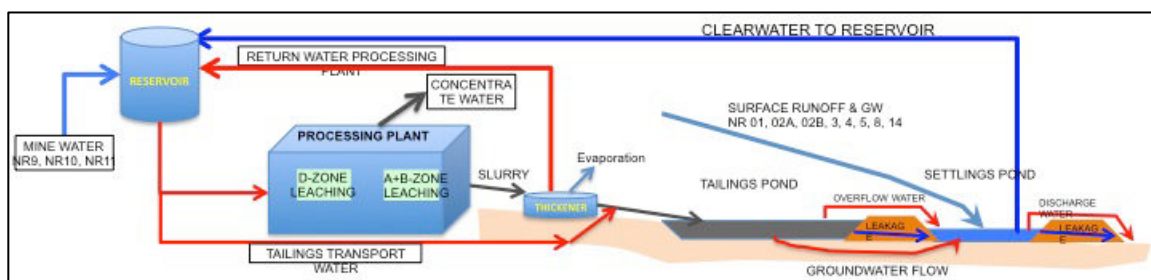 CLEARWATER TO RESERVOIR
RETURN WATER PROCESSING
PLANT
RESERVOIR
CONCENTRA
TE WATER
SURFACE RUNOFF & GW
NR 01, 02A, 02B, 3, 4, 5, 8, 14
PROCESSING PLANT
MINE WATER
NR9, NR10, NR11
Evaporation
D-ZONE
LEACHING
A+B-ZONE
LEACHING
SLURRY
TAILINGS POND
SETTLINGS POND
THICKENER
OVERFLOW WATER
DISCHARGE
WATER
LEAKAG
E
LEAKAG
E
TAILINGS TRANSPORT
WATER
GROUNDWATER FLOW